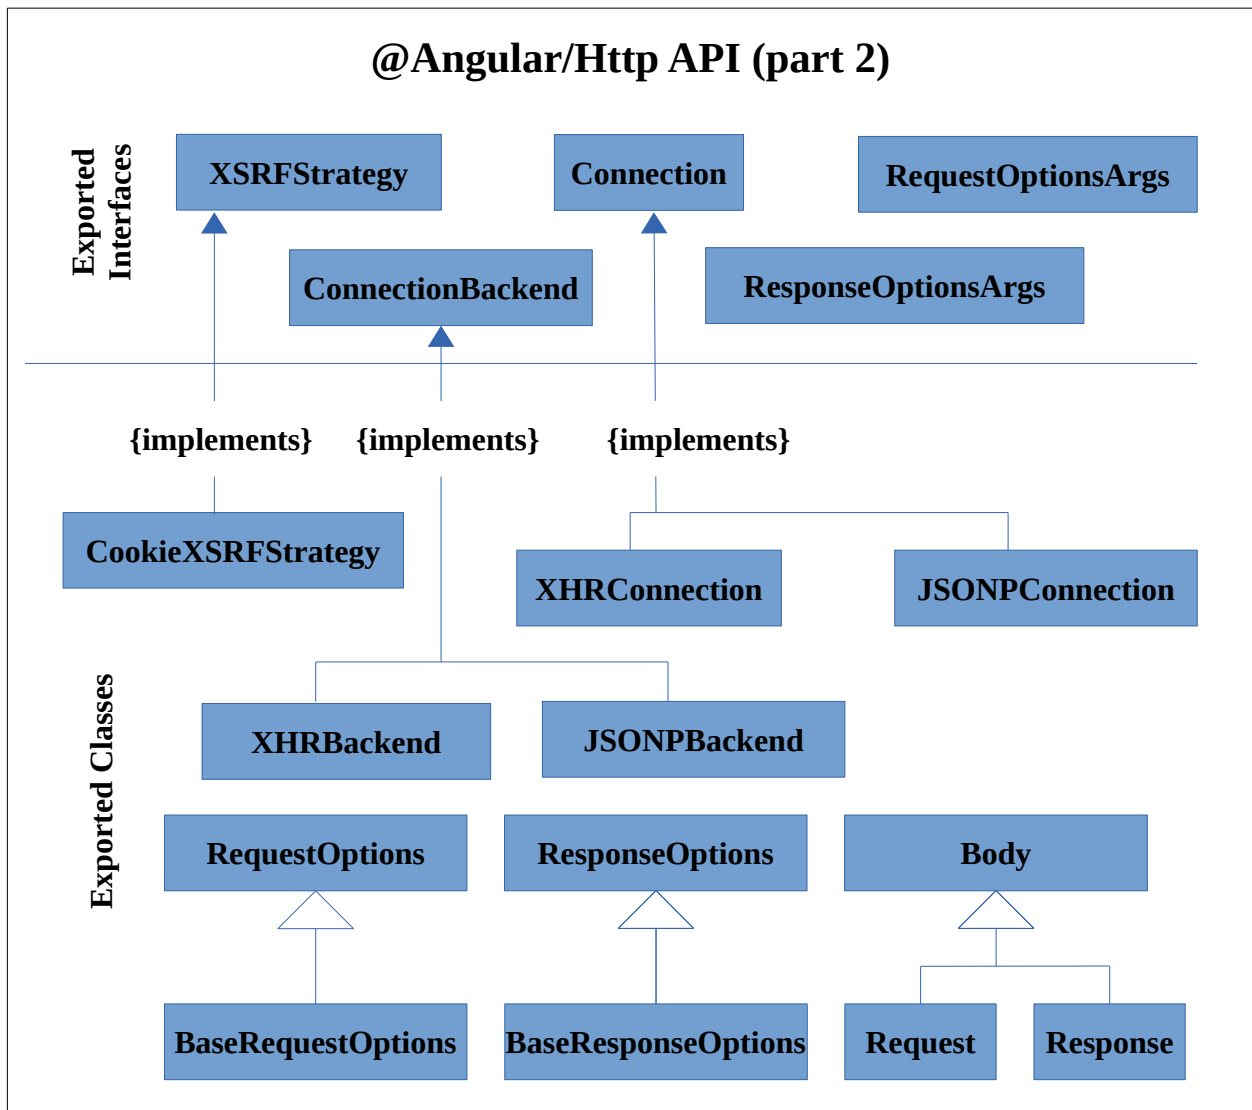 @Angular/Http API (part 2)
Exported
Interfaces
XSRFStrategy
Connection
RequestOptionsArgs
ConnectionBackend
ResponseOptionsArgs
{implements}
{implements}
{implements}
CookieXSRFStrategy
XHRConnection
JSONPConnection
Exported Classes
XHRBackend
JSONPBackend
RequestOptions
ResponseOptions
Body
BaseRequestOptions
BaseResponseOptions
Request
Response